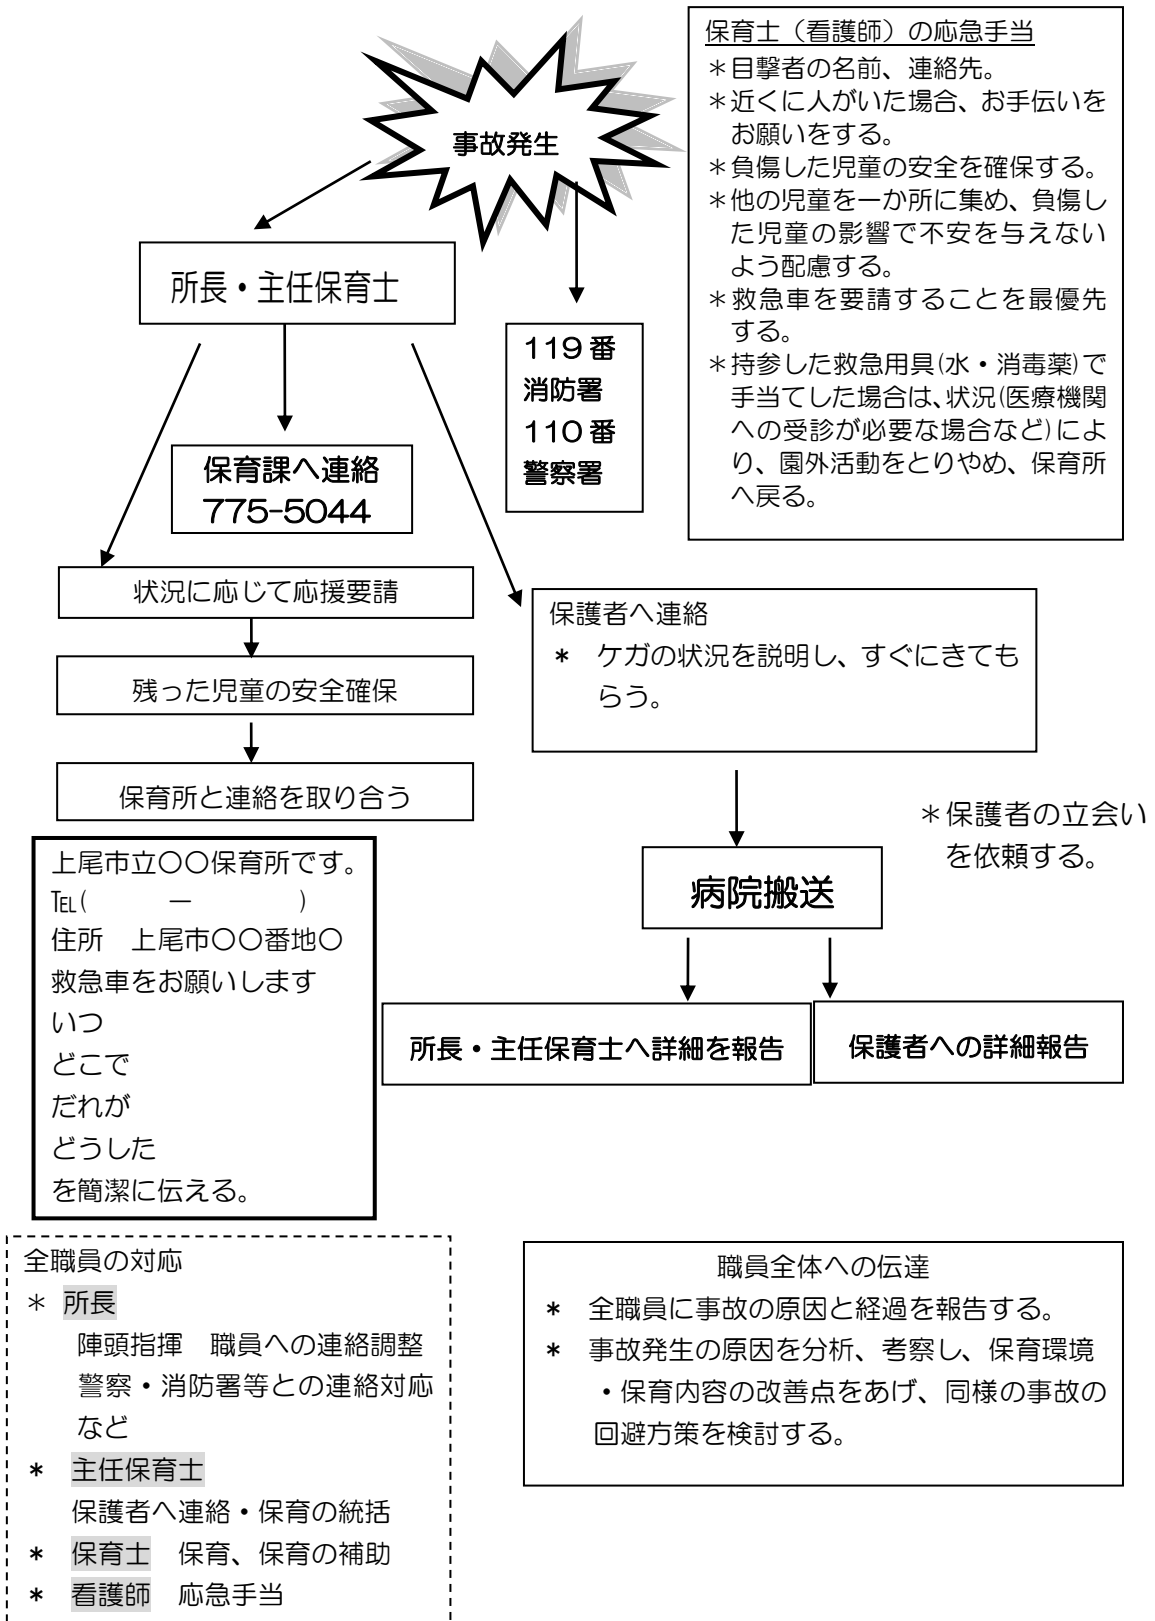 事故発生
保育士（看護師）の応急手当
＊目撃者の名前、連絡先。
＊近くに人がいた場合、お手伝いを
お願いをする。
＊負傷した児童の安全を確保する。
＊他の児童を一か所に集め、負傷し
た児童の影響で不安を与えない
よう配慮する。
＊救急車を要請することを最優先
する。
＊持参した救急用具(水・消毒薬)で
手当てした場合は、状況(医療機関
への受診が必要な場合など)によ
り、園外活動をとりやめ、保育所
へ戻る。
所長・主任保育士
119番
消防署
110番
警察署
保育課へ連絡
775-5044
状況に応じて応援要請
残った児童の安全確保
保育所と連絡を取り合う
保護者へ連絡
* ケガの状況を説明し、すぐにきても
らう。
＊保護者の立会い
を依頼する。
病院搬送
所長・主任保育士へ詳細を報告
保護者への詳細報告
上尾市立〇〇保育所です。
℡(　　　―　　　　)
住所　上尾市〇〇番地〇
救急車をお願いします
いつ
どこで
だれが
どうした
を簡潔に伝える。
全職員の対応
＊ 所長
陣頭指揮　職員への連絡調整
警察・消防署等との連絡対応
など
* 主任保育士
保護者へ連絡・保育の統括
* 保育士　保育、保育の補助
* 看護師　応急手当
職員全体への伝達
* 全職員に事故の原因と経過を報告する。
* 事故発生の原因を分析、考察し、保育環境
・保育内容の改善点をあげ、同様の事故の
回避方策を検討する。